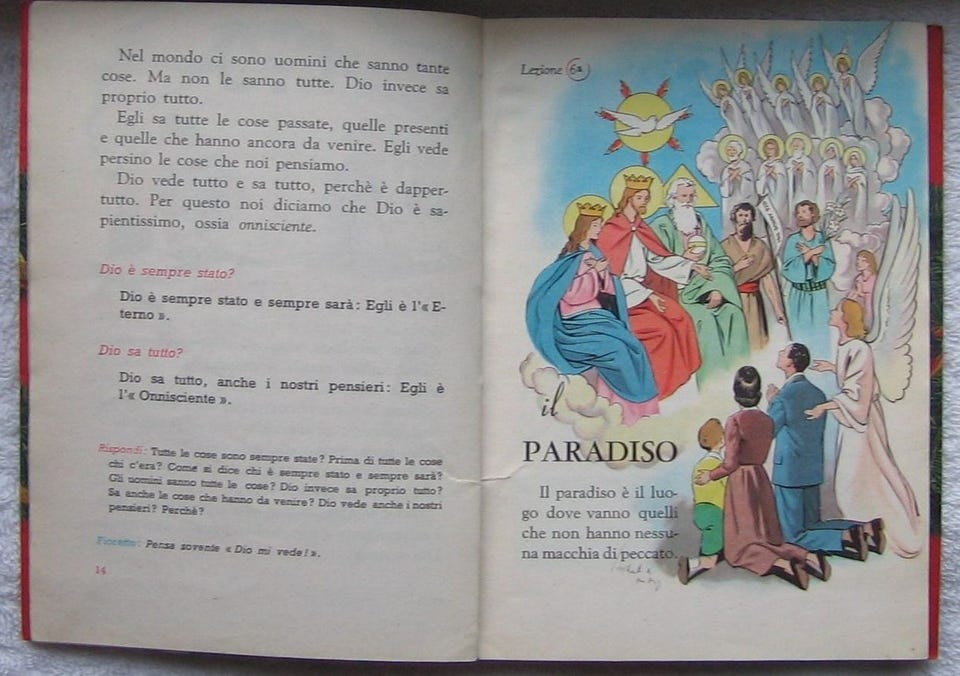 Nel mondo ci sono uomini che sanno tante
cose. Ma non le sanno tutte. Dio invece sa
proprio tutto.
Egli sa tutte le cose passate, quelle presenti
e quelle che hanno ancora da venire. Egli vede
persino le cose che noi pensiamo.
Dio vede tutto e sa tutto, perchè è dapper-
tutto. Per questo noi diciamo che Dio è sa-
pientissimo, ossia onnisciente.
Dio è sempre stato?
Dio è sempre stato e sempre sarà: Egli è l'« E-
terno ».
Dio sa tutto?
Dio sa tutto, anche i nostri pensieri: Egli è
l'« Onnisciente ».
Rispondi: Tutte le cose sono sempre state? Prima di tutte le cose
chi c'era? Come si dice chi è sempre stato e sempre sarà?
Gli uomini sanno tutte le cose? Dio invece sa proprio tutto?
Sa anche le cose che hanno da venire? Dio vede anche i nostri
pensieri? Perchè?
Fioretto: Pensa sovente « Dio mi vede! ».
14
Lezione 6a
il
PARADISO
Il paradiso è il luo-
go dove vanno quelli
che non hanno nessu-
na macchia di peccato.